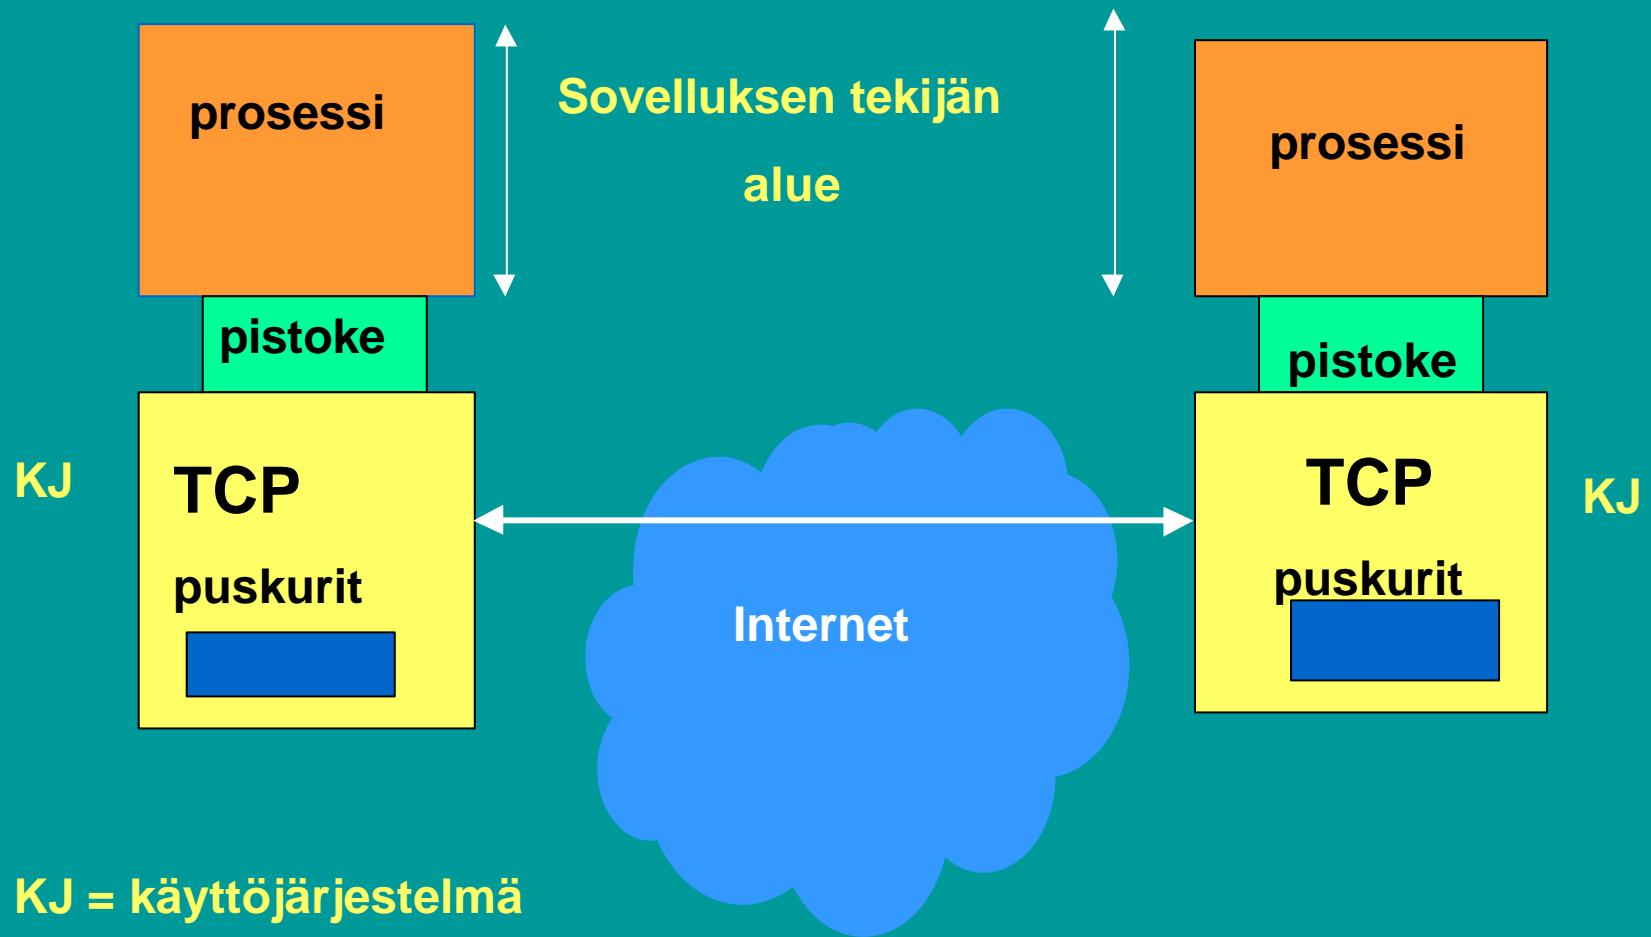 prosessi
Sovelluksen tekijän
alue
prosessi
pistoke
pistoke
KJ
TCP
puskurit
Internet
TCP
puskurit
KJ
KJ = käyttöjärjestelmä